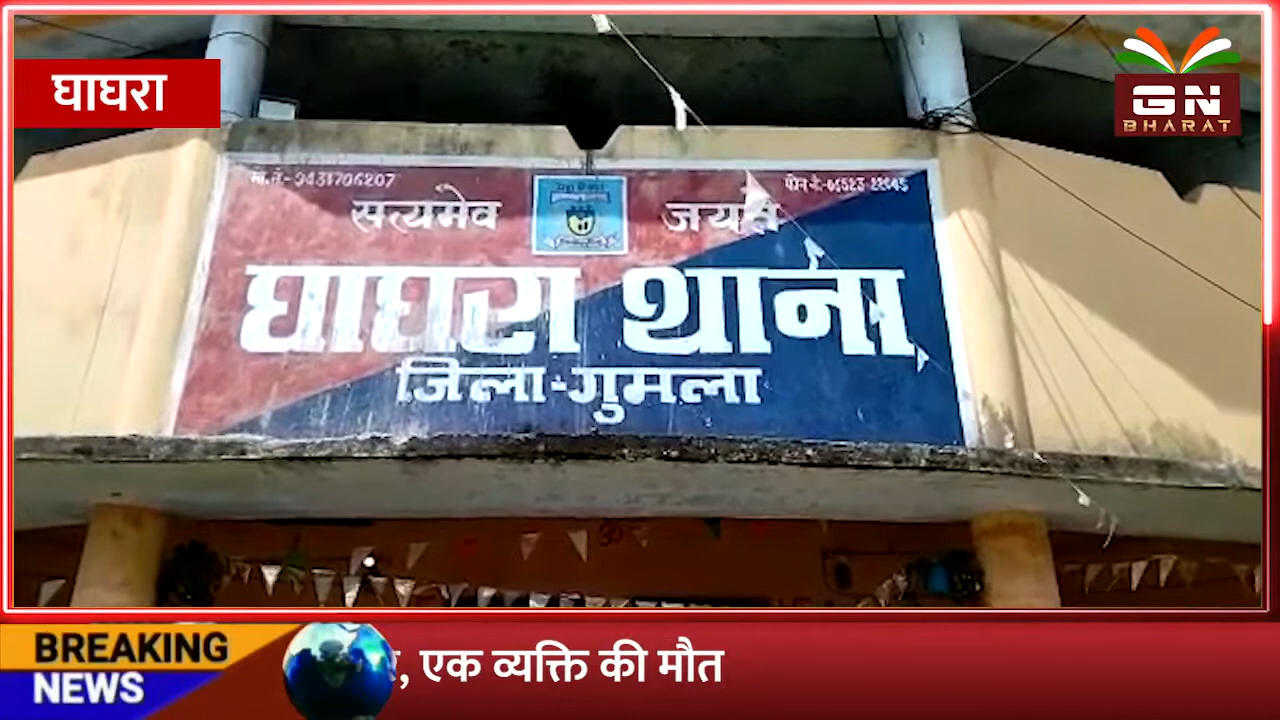 घाघरा
GN
BHARAT
सत्यमेव जयते
घाघरा थाना
जिला-गुमला
BREAKING
NEWS
, एक व्यक्ति की मौत